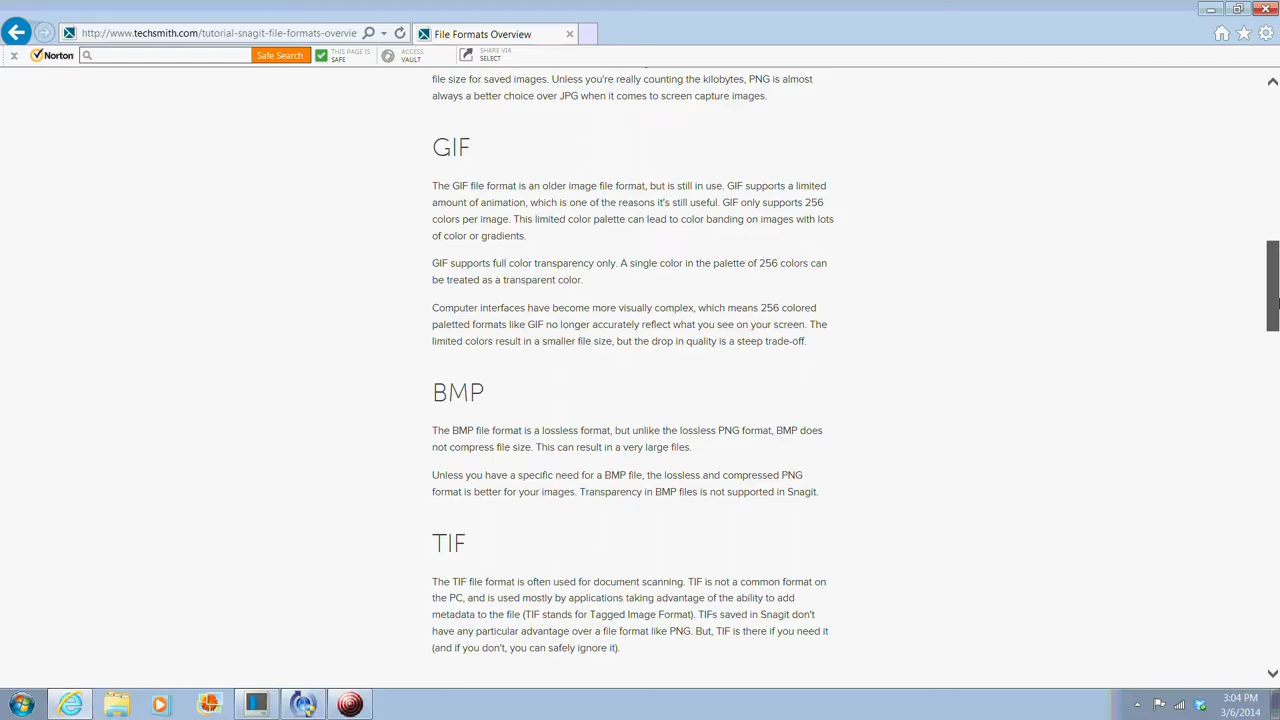 http://www.techsmith.com/tutorial-snagit-file-formats-overvie
File Formats Overview
Norton
Safe Search
THIS PAGE IS
SAFE
ACCESS
VAULT
SHARE VIA
SELECT
file size for saved images. Unless you're really counting the kilobytes, PNG is almost
always a better choice over JPG when it comes to screen capture images.
GIF
The GIF file format is an older image file format, but is still in use. GIF supports a limited
amount of animation, which is one of the reasons it's still useful. GIF only supports 256
colors per image. This limited color palette can lead to color banding on images with lots
of color or gradients.
GIF supports full color transparency only. A single color in the palette of 256 colors can
be treated as a transparent color.
Computer interfaces have become more visually complex, which means 256 colored
paletted formats like GIF no longer accurately reflect what you see on your screen. The
limited colors result in a smaller file size, but the drop in quality is a steep trade-off.
BMP
The BMP file format is a lossless format, but unlike the lossless PNG format, BMP does
not compress file size. This can result in a very large files.
Unless you have a specific need for a BMP file, the lossless and compressed PNG
format is better for your images. Transparency in BMP files is not supported in Snagit.
TIF
The TIF file format is often used for document scanning. TIF is not a common format on
the PC, and is used mostly by applications taking advantage of the ability to add
metadata to the file (TIF stands for Tagged Image Format). TIFs saved in Snagit don't
have any particular advantage over a file format like PNG. But, TIF is there if you need it
(and if you don't, you can safely ignore it).
3:04 PM
3/6/2014